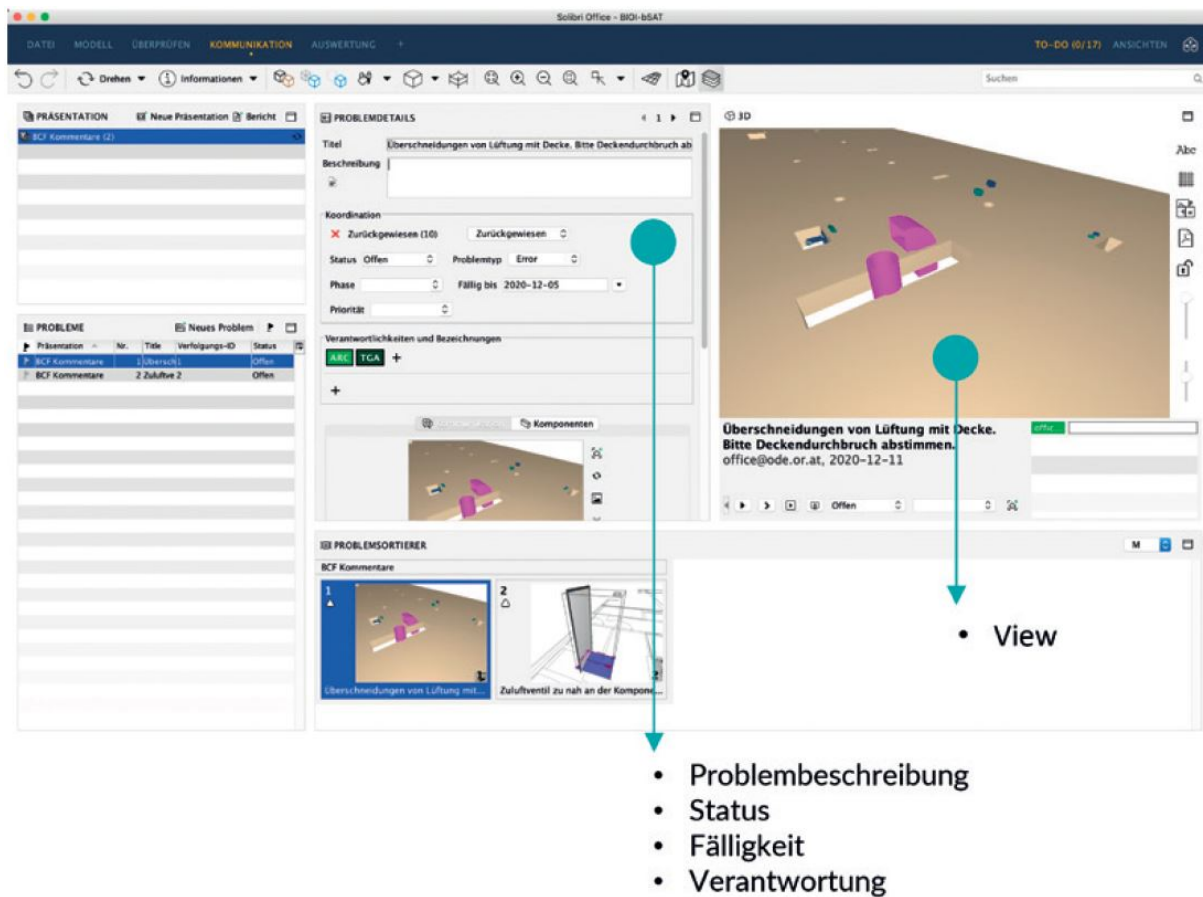 Solibri Office - BIOI-bSAT
DATEI MODELL ÜBERPRÜFEN KOMMUNIKATION AUSWERTUNG +
TO-DO (0/17) ANSICHTEN
Drehen Informationen
Suchen
PRÄSENTATION Neue Präsentation Bericht
BCF Kommentare (2)
PROBLEME Neues Problem
Präsentation Nr. Title Verfolgungs-ID Status
BCF Kommentare 1 Übersch 1 Offen
BCF Kommentare 2 Zuluftve 2 Offen
PROBLEMDETAILS 1
Titel Überschneidungen von Lüftung mit Decke. Bitte Deckendurchbruch ab
Beschreibung
Koordination
Zurückgewiesen (10) Zurückgewiesen
Status Offen Problemtyp Error
Phase Fällig bis 2020-12-05
Priorität
Verantwortlichkeiten und Bezeichnungen
ARC TGA +
+
Komponenten
3D
Abc
Überschneidungen von Lüftung mit Decke.
Bitte Deckendurchbruch abstimmen.
office@ode.or.at, 2020-12-11
offic
Offen
PROBLEMSORTIERER M
BCF Kommentare
1
Überschneidungen von Lüftung mit...
2
Zuluftventil zu nah an der Kompone...
• View
• Problembeschreibung
• Status
• Fälligkeit
• Verantwortung